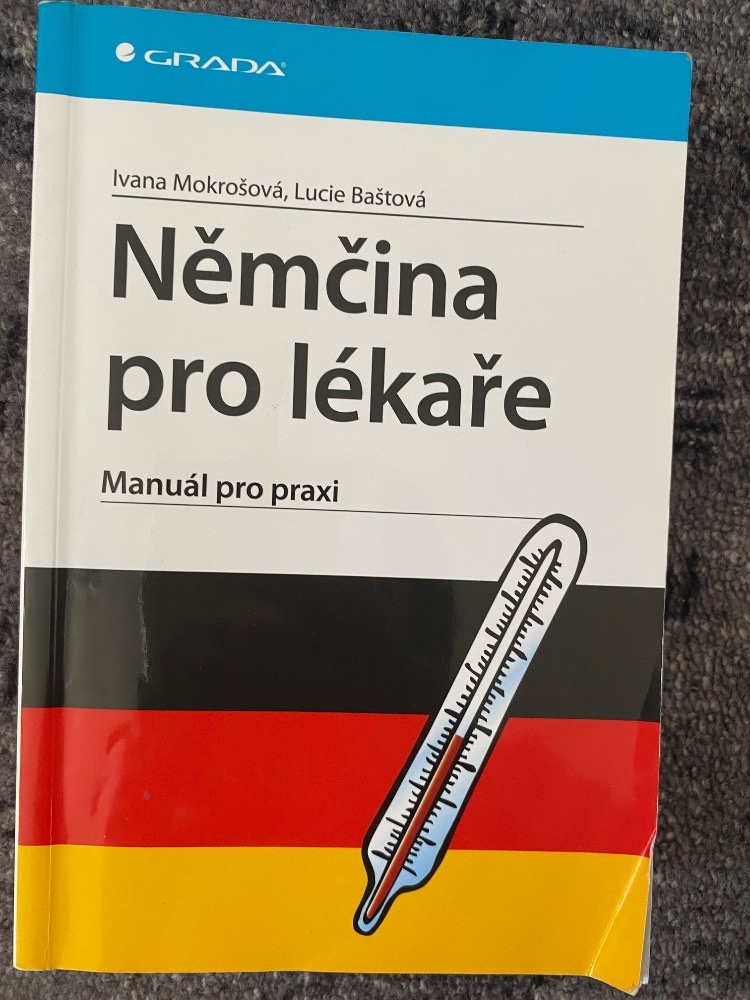 GRADA®
Ivana Mokrošová, Lucie Baštová
Němčina
pro lékaře
Manuál pro praxi